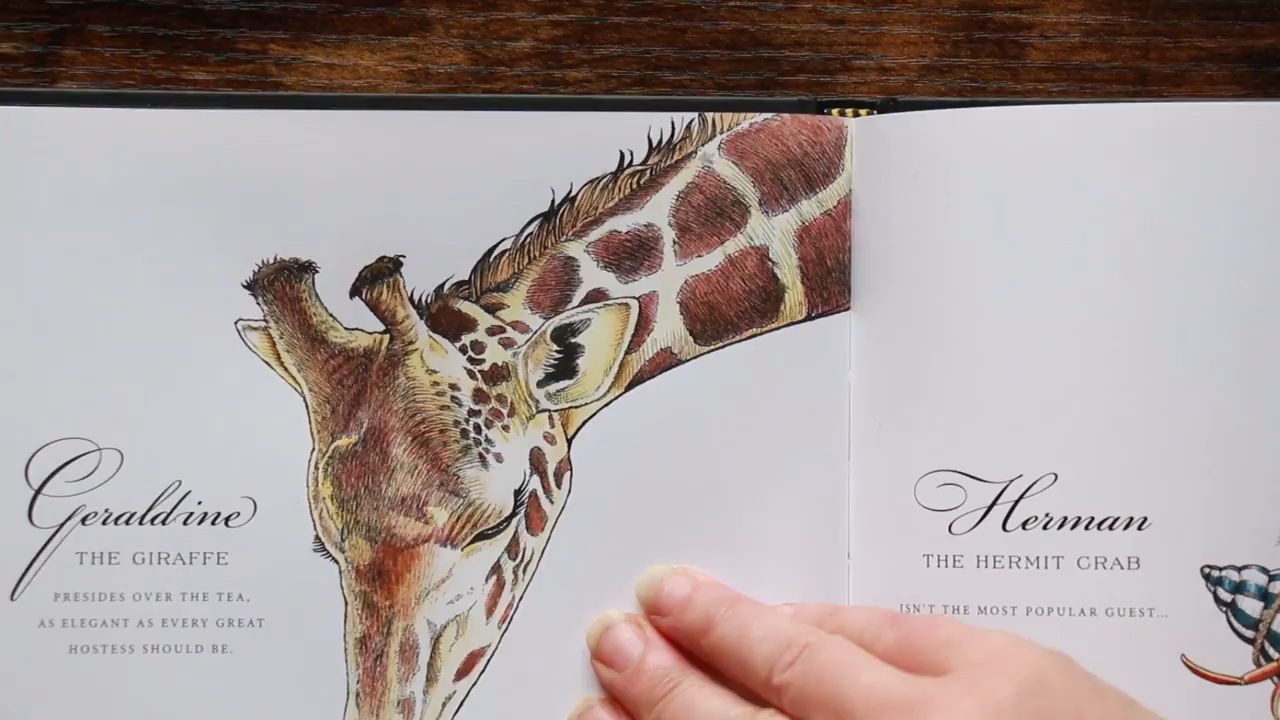 Geraldine
THE GIRAFFE
PRESIDES OVER THE TEA,
AS ELEGANT AS EVERY GREAT
HOSTESS SHOULD BE.
Herman
THE HERMIT CRAB
ISN'T THE MOST POPULAR GUEST...